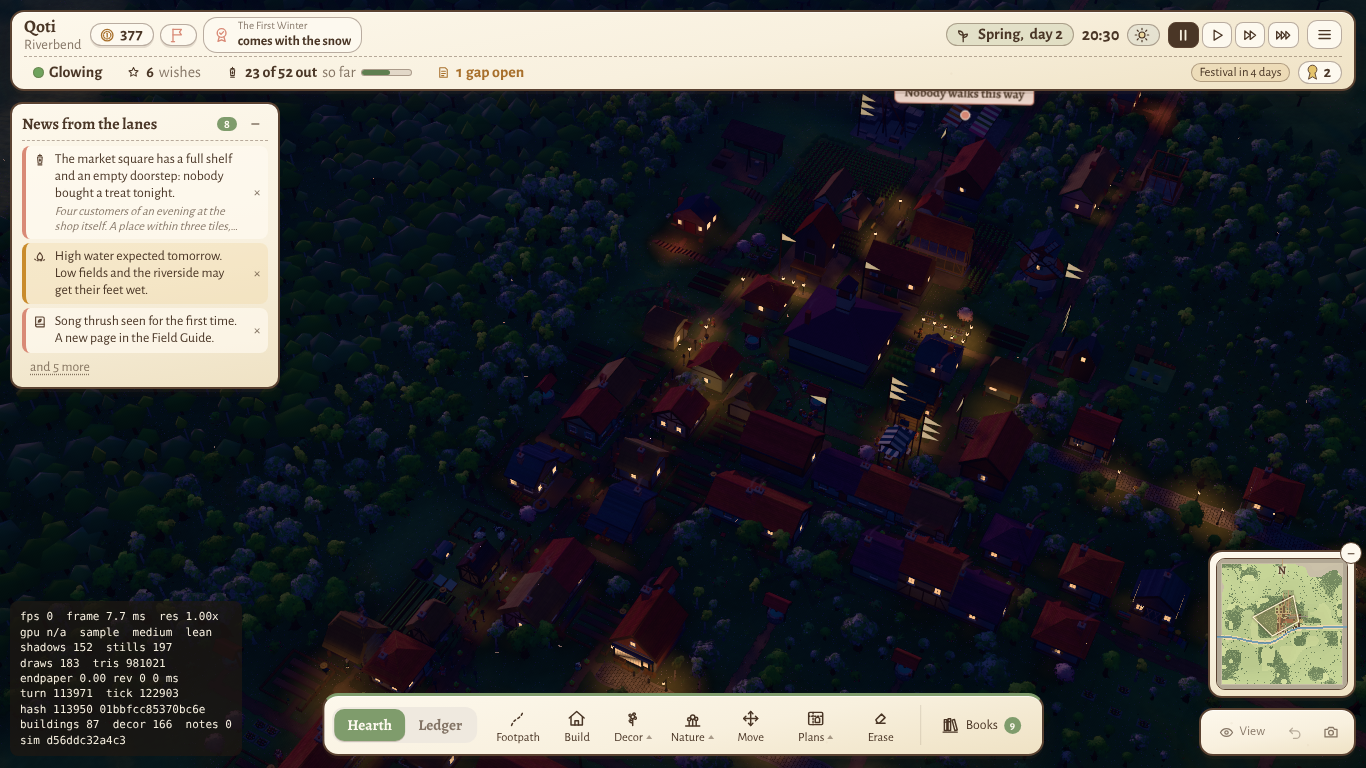 Qoti
Riverbend
377
The First Winter
comes with the snow
Spring, day 2
20:30
Glowing
6 wishes
23 of 52 out so far
1 gap open
Festival in 4 days
2
Nobody walks this way
News from the lanes
8
The market square has a full shelf
and an empty doorstep: nobody
bought a treat tonight.
Four customers of an evening at the
shop itself. A place within three tiles,...
High water expected tomorrow.
Low fields and the riverside may
get their feet wet.
Song thrush seen for the first time.
A new page in the Field Guide.
and 5 more
N
fps 0 frame 7.7 ms res 1.00x
gpu n/a sample medium lean
shadows 152 stills 197
draws 183 tris 981021
endpaper 0.00 rev 0 0 ms
turn 113971 tick 122903
hash 113950 01bbfcc85370bc6e
buildings 87 decor 166 notes 0
sim d56ddc32a4c3
Hearth
Ledger
Footpath
Build
Decor
Nature
Move
Plans
Erase
Books
9
View